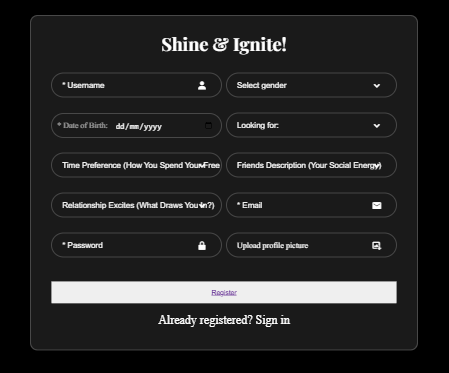 Shine & Ignite!
* Username
Select gender
* Date of Birth: dd/mm/yyyy
Looking for:
Time Preference (How You Spend Your Free
Friends Description (Your Social Energy)
Relationship Excites (What Draws You In?)
* Email
* Password
Upload profile picture
Register
Already registered? Sign in